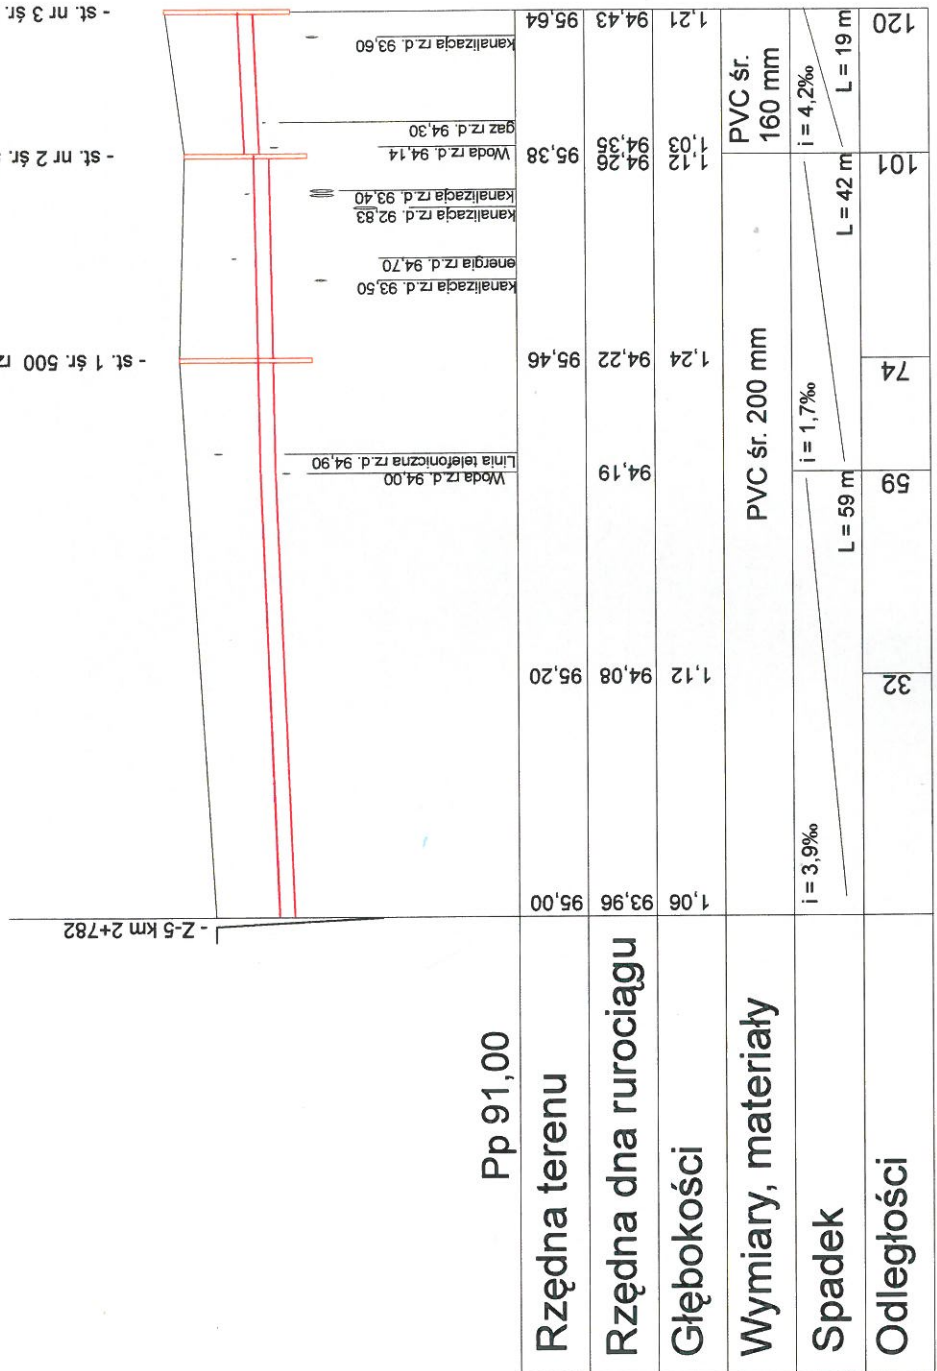 - Z-5 km 2+782
- st. 1 śr. 500 rz
- st. nr 2 śr.
- st. nr 3 śr.
Woda rz.d. 94,00
Linia telefoniczna rz.d. 94,90
kanalizacja rz.d. 93,50
energia rz.d. 94,70
kanalizacja rz.d. 92,83
kanalizacja rz.d. 93,40
Woda rz.d. 94,14
gaz rz.d. 94,30
kanalizacja rz.d. 93,60
Pp 91,00
Rzędna terenu
95,00
95,20
95,46
95,38
95,64
Rzędna dna rurociągu
93,96
94,08
94,19
94,22
94,26
94,35
94,43
Głębokości
1,06
1,12
1,24
1,12
1,03
1,21
Wymiary, materiały
PVC śr. 200 mm
PVC śr.
160 mm
Spadek
i = 3,9‰
L = 59 m
i = 1,7‰
L = 42 m
i = 4,2‰
L = 19 m
Odległości
32
59
74
101
120